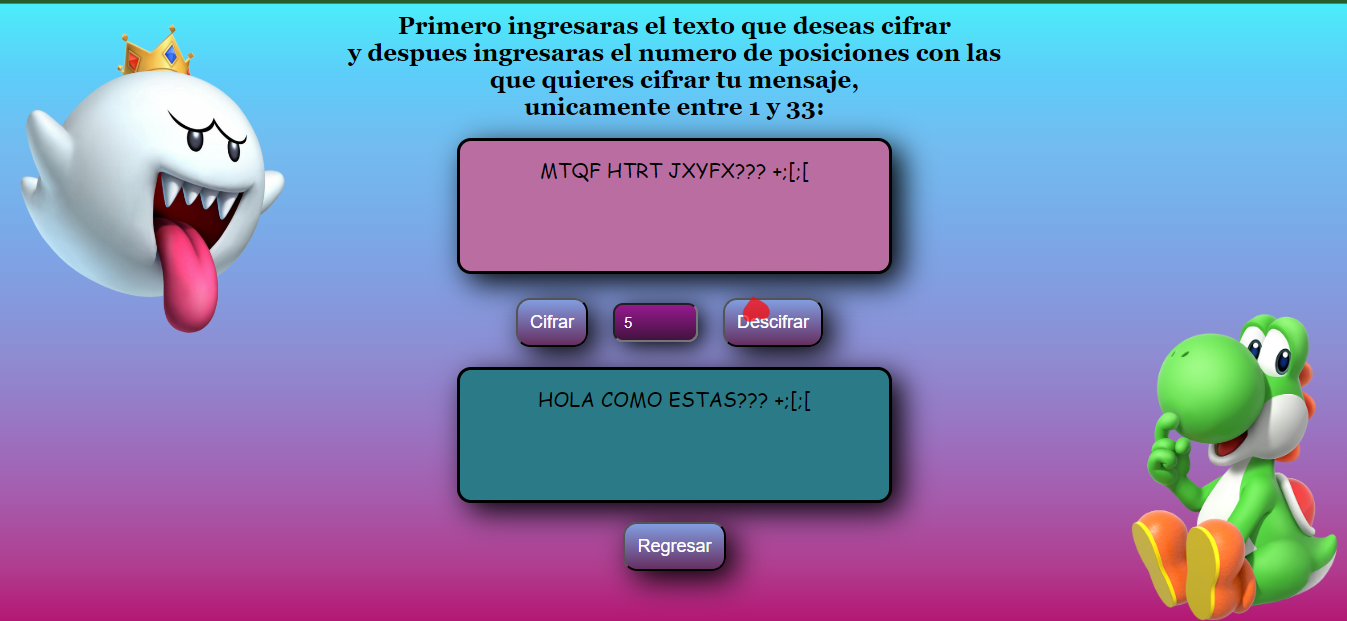 Primero ingresaras el texto que deseas cifrar
y despues ingresaras el numero de posiciones con las
que quieres cifrar tu mensaje,
unicamente entre 1 y 33:
MTQF HTRT JXYFX??? +;[;[
Cifrar 5 Descifrar
HOLA COMO ESTAS??? +;[;[
Regresar